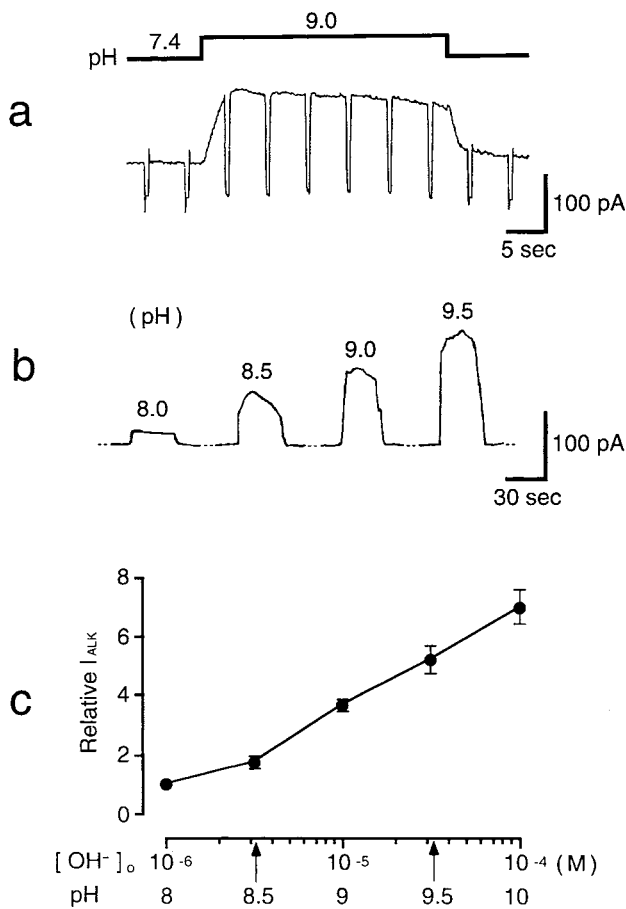 9.0
7.4
pH
a
100 pA
5 sec
(pH)
9.5
9.0
8.5
8.0
b
100 pA
30 sec
c
Relative I ALK
8
6
4
2
0
[OH⁻]o 10⁻⁶ 10⁻⁵ 10⁻⁴ (M)
pH 8 8.5 9 9.5 10